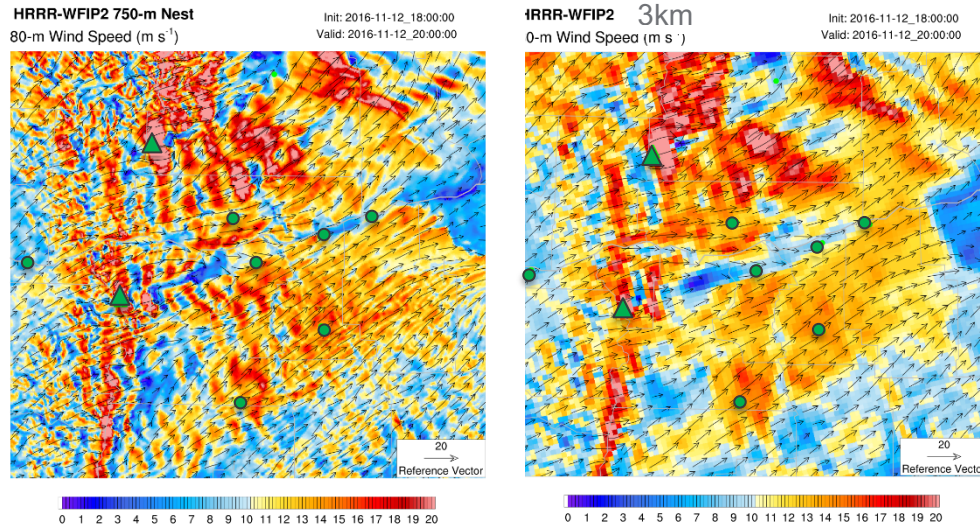 HRRR-WFIP2 750-m Nest
Init: 2016-11-12_18:00:00
80-m Wind Speed (m s⁻¹)
Valid: 2016-11-12_20:00:00
20
Reference Vector
0 1 2 3 4 5 6 7 8 9 10 11 12 13 14 15 16 17 18 19 20
HRRR-WFIP2 3km
Init: 2016-11-12_18:00:00
0-m Wind Speed (m s⁻¹)
Valid: 2016-11-12_20:00:00
20
Reference Vector
0 1 2 3 4 5 6 7 8 9 10 11 12 13 14 15 16 17 18 19 20